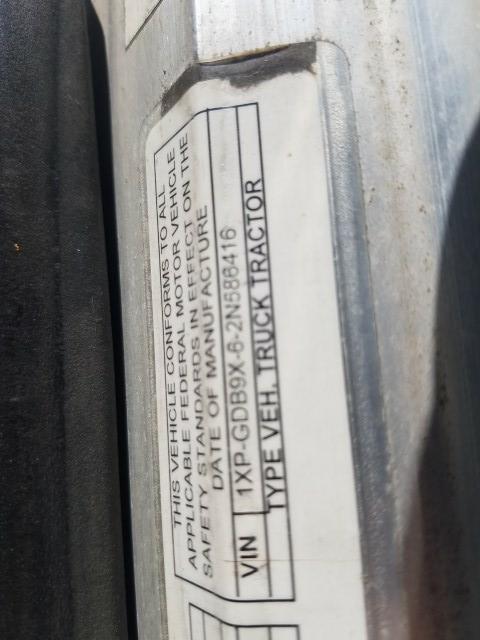 THIS VEHICLE CONFORMS TO ALL
APPLICABLE FEDERAL MOTOR VEHICLE
SAFETY STANDARDS IN EFFECT ON THE
DATE OF MANUFACTURE
VIN 1XP-GDB9X-6-2N586416
TYPE VEH. TRUCK TRACTOR